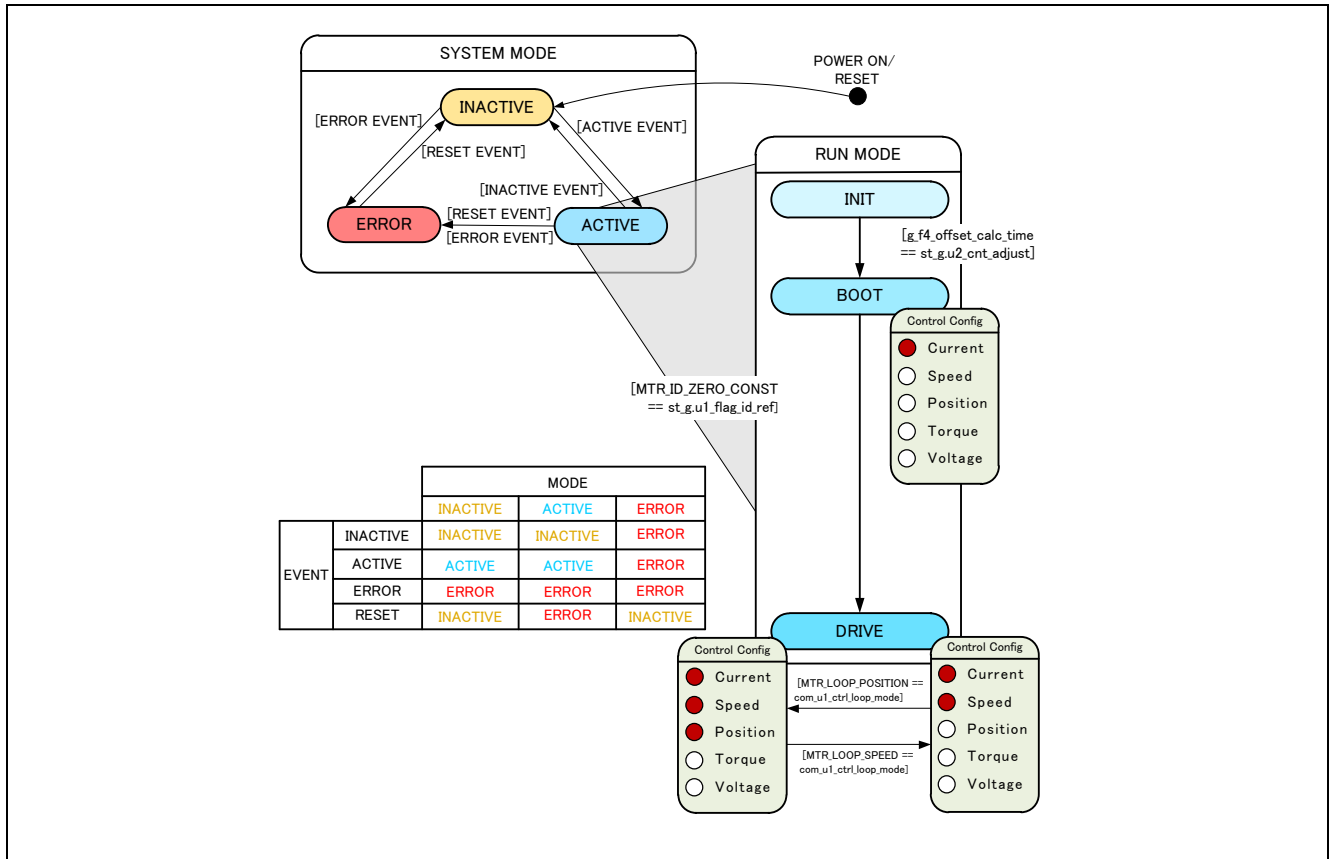 SYSTEM MODE
POWER ON/
RESET
INACTIVE
[ERROR EVENT]
[ACTIVE EVENT]
[RESET EVENT]
[INACTIVE EVENT]
ERROR
[RESET EVENT]
[ERROR EVENT]
ACTIVE
RUN MODE
INIT
[g_f4_offset_calc_time
== st_g.u2_cnt_adjust]
BOOT
Control Config
Current
Speed
Position
Torque
Voltage
[MTR_ID_ZERO_CONST
== st_g.u1_flag_id_ref]
MODE
INACTIVE ACTIVE ERROR
EVENT
INACTIVE INACTIVE INACTIVE ERROR
ACTIVE ACTIVE ACTIVE ERROR
ERROR ERROR ERROR ERROR
RESET INACTIVE ERROR INACTIVE
DRIVE
Control Config
Current
Speed
Position
Torque
Voltage
[MTR_LOOP_POSITION ==
com_u1_ctrl_loop_mode]
[MTR_LOOP_SPEED ==
com_u1_ctrl_loop_mode]
Control Config
Current
Speed
Position
Torque
Voltage